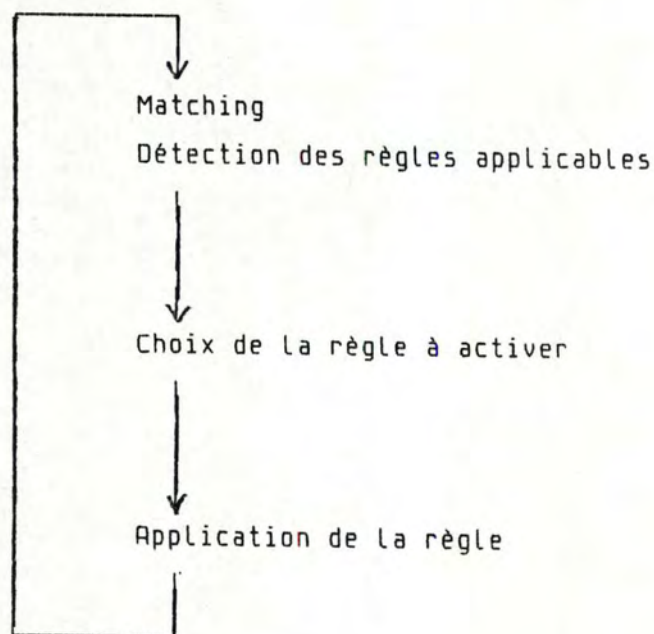 Matching
Détection des règles applicables
Choix de la règle à activer
Application de la règle